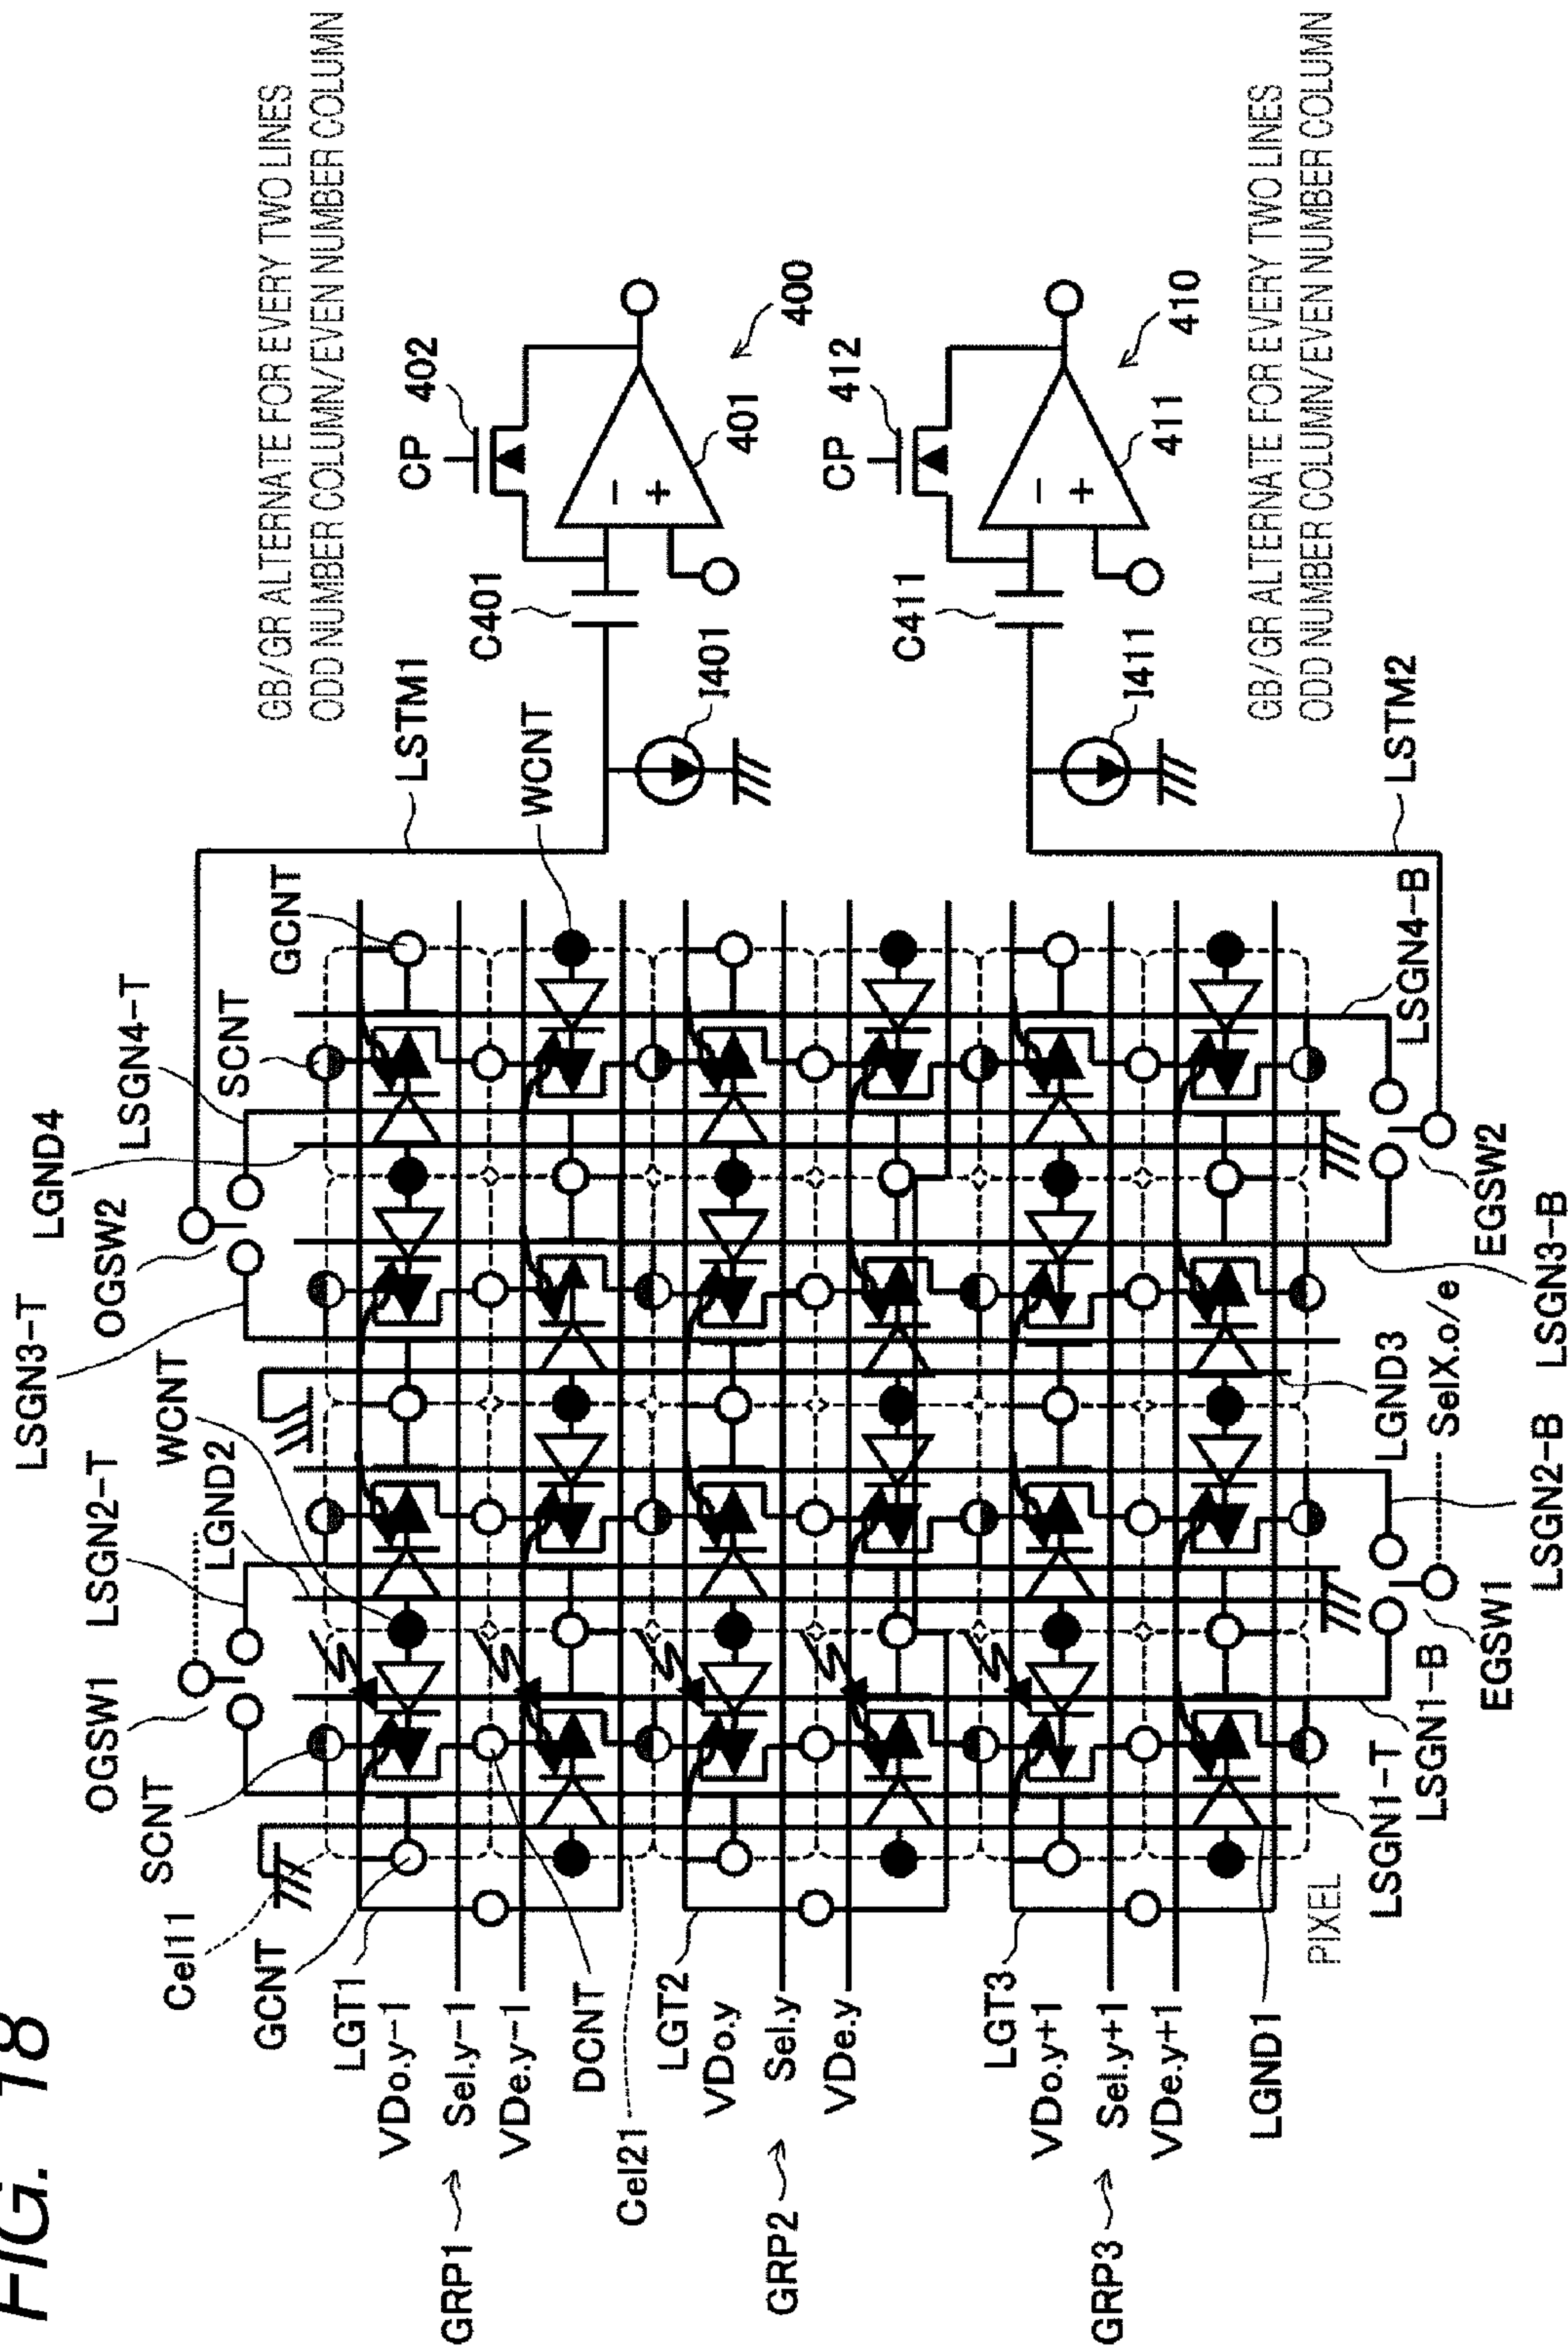 FIG. 18
GB/GR ALTERNATE FOR EVERY TWO LINES
ODD NUMBER COLUMN/EVEN NUMBER COLUMN
LSTM1
CP
402
C401
I401
401
400
-
+
LGND4
LSGN4-T
SCNT
GCNT
WCNT
OGSW2
LSGN3-T
WCNT
LSGN2-T
LGND2
OGSW1
SCNT
Cel11
GCNT
LGT1
VDo.y-1
Sel.y-1
VDe.y-1
GRP1
DCNT
Cel21
LGT2
VDo.y
Sel.y
VDe.y
GRP2
LGT3
VDo.y+1
Sel.y+1
VDe.y+1
GRP3
LGND1
PIXEL
LSGN1-T
LSGN1-B
EGSW1
LSGN2-B
SelX.o/e
LGND3
LSGN3-B
EGSW2
LSGN4-B
LSTM2
CP
412
C411
I411
411
410
-
+
GB/GR ALTERNATE FOR EVERY TWO LINES
ODD NUMBER COLUMN/EVEN NUMBER COLUMN